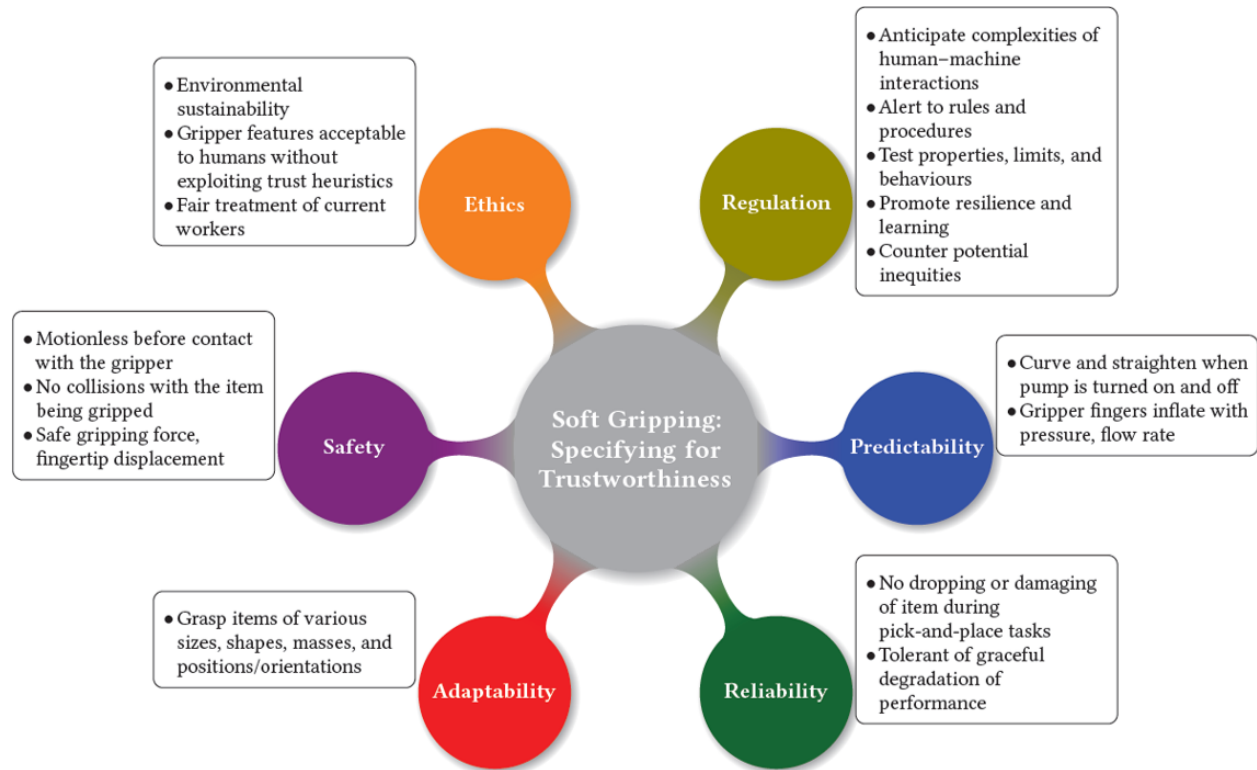 ● Environmental
sustainability
● Gripper features acceptable
to humans without
exploiting trust heuristics
● Fair treatment of current
workers
Ethics
● Anticipate complexities of
human–machine
interactions
● Alert to rules and
procedures
● Test properties, limits, and
behaviours
● Promote resilience and
learning
● Counter potential
inequities
Regulation
● Motionless before contact
with the gripper
● No collisions with the item
being gripped
● Safe gripping force,
fingertip displacement
Safety
Soft Gripping:
Specifying for
Trustworthiness
Predictability
● Curve and straighten when
pump is turned on and off
● Gripper fingers inflate with
pressure, flow rate
● Grasp items of various
sizes, shapes, masses, and
positions/orientations
Adaptability
Reliability
● No dropping or damaging
of item during
pick-and-place tasks
● Tolerant of graceful
degradation of
performance